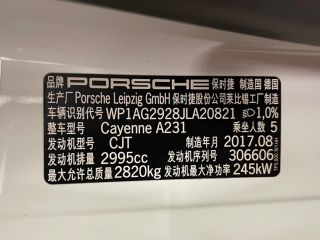 品牌 PORSCHE 保时捷 制造国 德国
生产厂 Porsche Leipzig GmbH 保时捷股份公司莱比锡工厂制造
车辆识别代号 WP1AG2928JLA20821 1,0%
整车型号 Cayenne A231 乘坐人数 5
发动机型号 CJT 制造年月 2017.08
发动机排量 2995cc 发动机序列号 306606
最大允许总质量 2820kg 发动机最大净功率 245kW